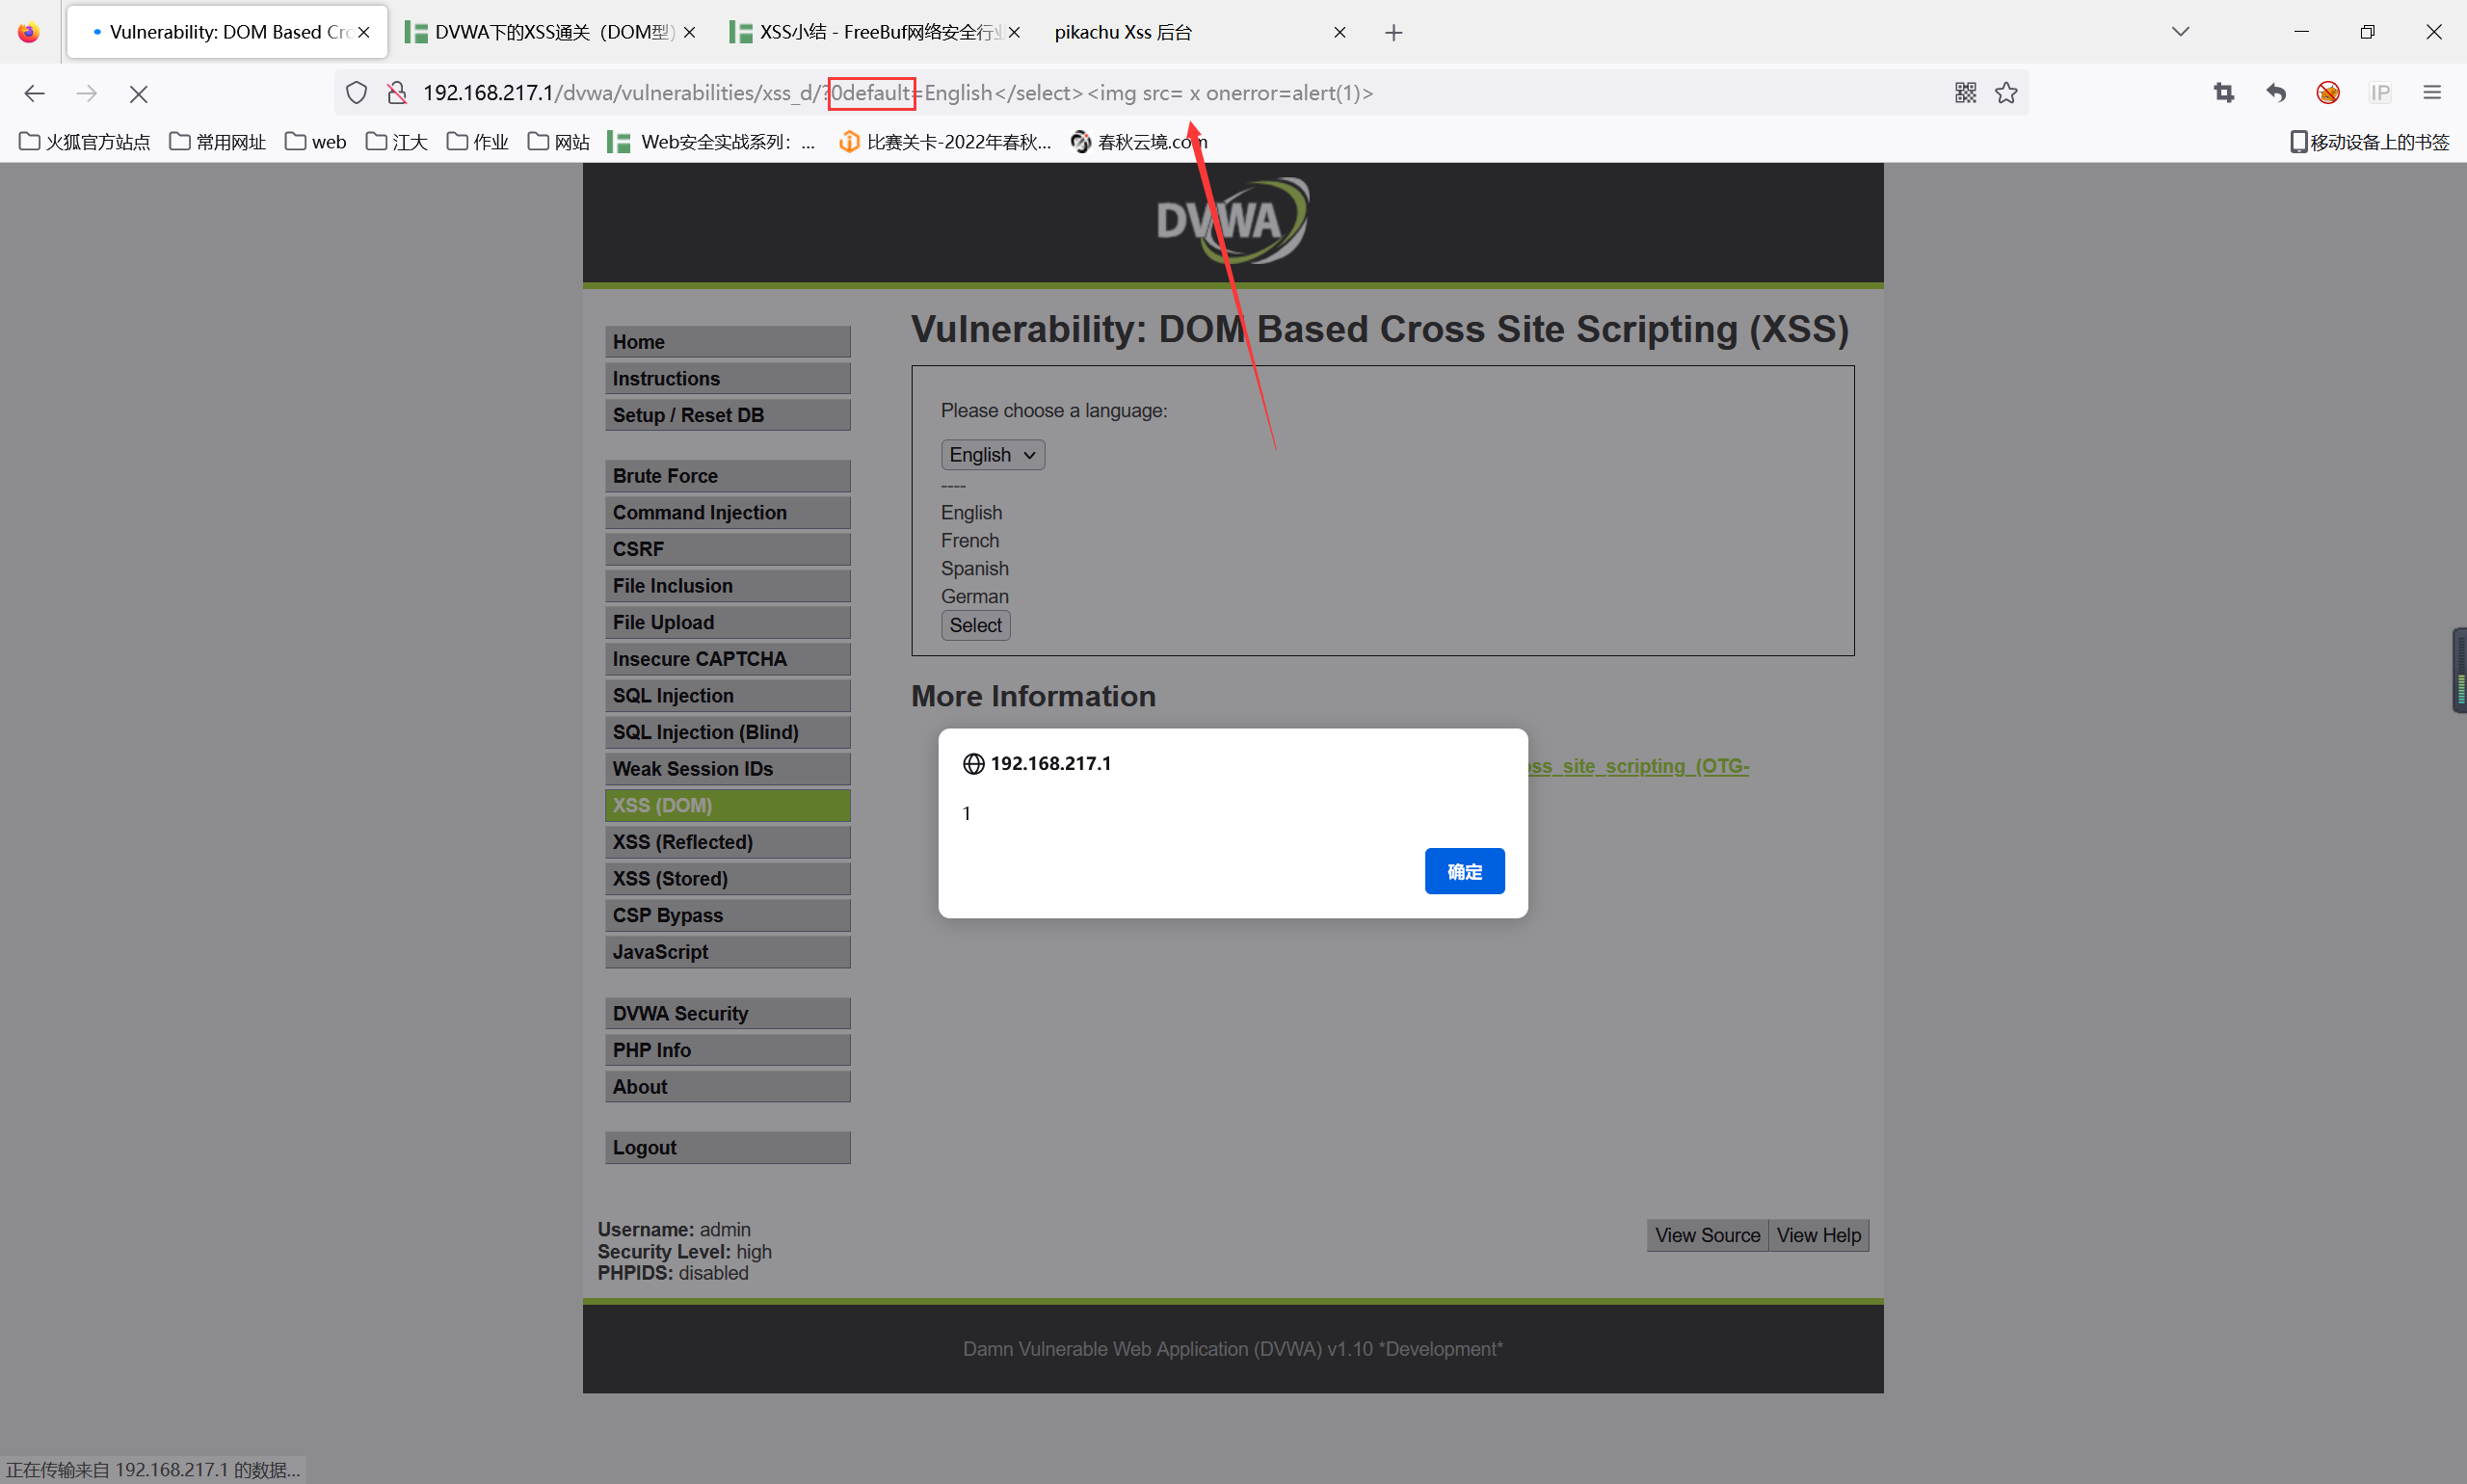 Vulnerability: DOM Based Cro
DVWA下的XSS通关（DOM型）
XSS小结 - FreeBuf网络安全行业
pikachu Xss 后台
192.168.217.1/dvwa/vulnerabilities/xss_d/?0default=English</select><img src= x onerror=alert(1)>
IP
火狐官方站点
常用网址
web
江大
作业
网站
Web安全实战系列：...
比赛关卡-2022年春秋...
春秋云境.com
移动设备上的书签
DVWA
Home
Instructions
Setup / Reset DB
Brute Force
Command Injection
CSRF
File Inclusion
File Upload
Insecure CAPTCHA
SQL Injection
SQL Injection (Blind)
Weak Session IDs
XSS (DOM)
XSS (Reflected)
XSS (Stored)
CSP Bypass
JavaScript
DVWA Security
PHP Info
About
Logout
Vulnerability: DOM Based Cross Site Scripting (XSS)
Please choose a language:
English
----
English
French
Spanish
German
Select
More Information
oss_site_scripting_(OTG-
192.168.217.1
1
确定
Username: admin
Security Level: high
PHPIDS: disabled
View Source
View Help
Damn Vulnerable Web Application (DVWA) v1.10 *Development*
正在传输来自 192.168.217.1 的数据...